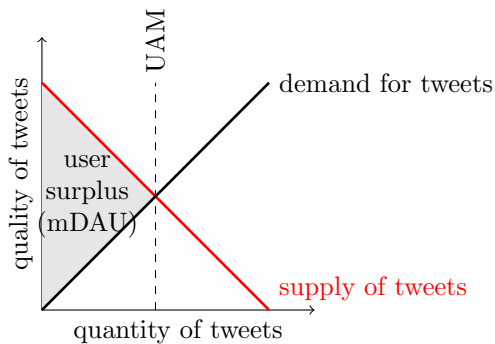 UAM
demand for tweets
quality of tweets
user
surplus
(mDAU)
supply of tweets
quantity of tweets